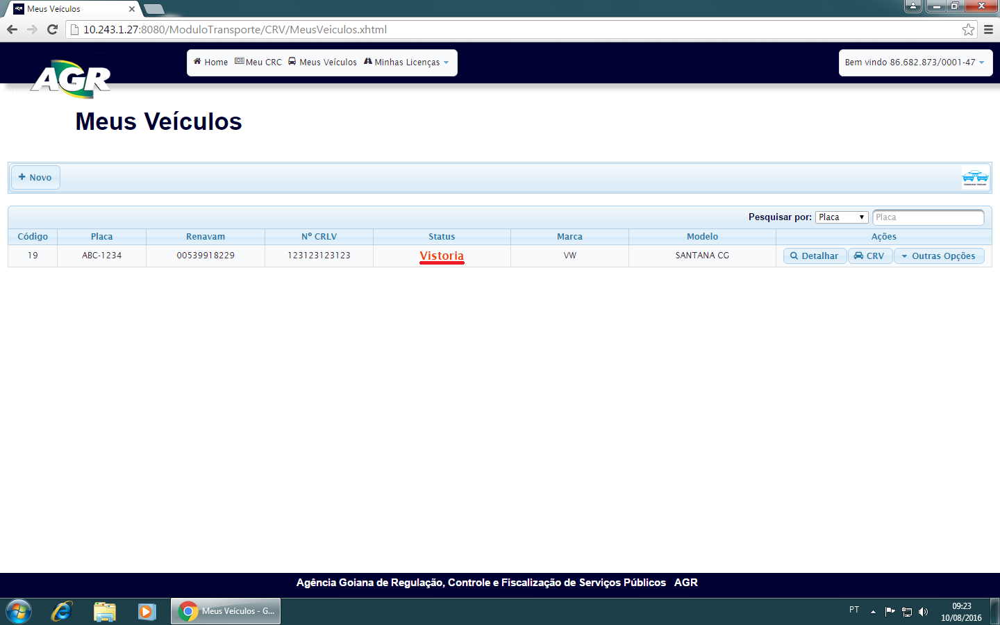 Meus Veículos
10.243.1.27:8080/ModuloTransporte/CRV/MeusVeiculos.xhtml
AGR
Home Meu CRC Meus Veículos Minhas Licenças
Bem vindo 86.682.873/0001-47
Meus Veículos
Novo
Pesquisar por: Placa Placa
Código Placa Renavam Nº CRLV Status Marca Modelo Ações
19 ABC-1234 00539918229 123123123123 Vistoria VW SANTANA CG Detalhar CRV Outras Opções
Agência Goiana de Regulação, Controle e Fiscalização de Serviços Públicos AGR
Meus Veículos - G...
PT
09:23
10/08/2016